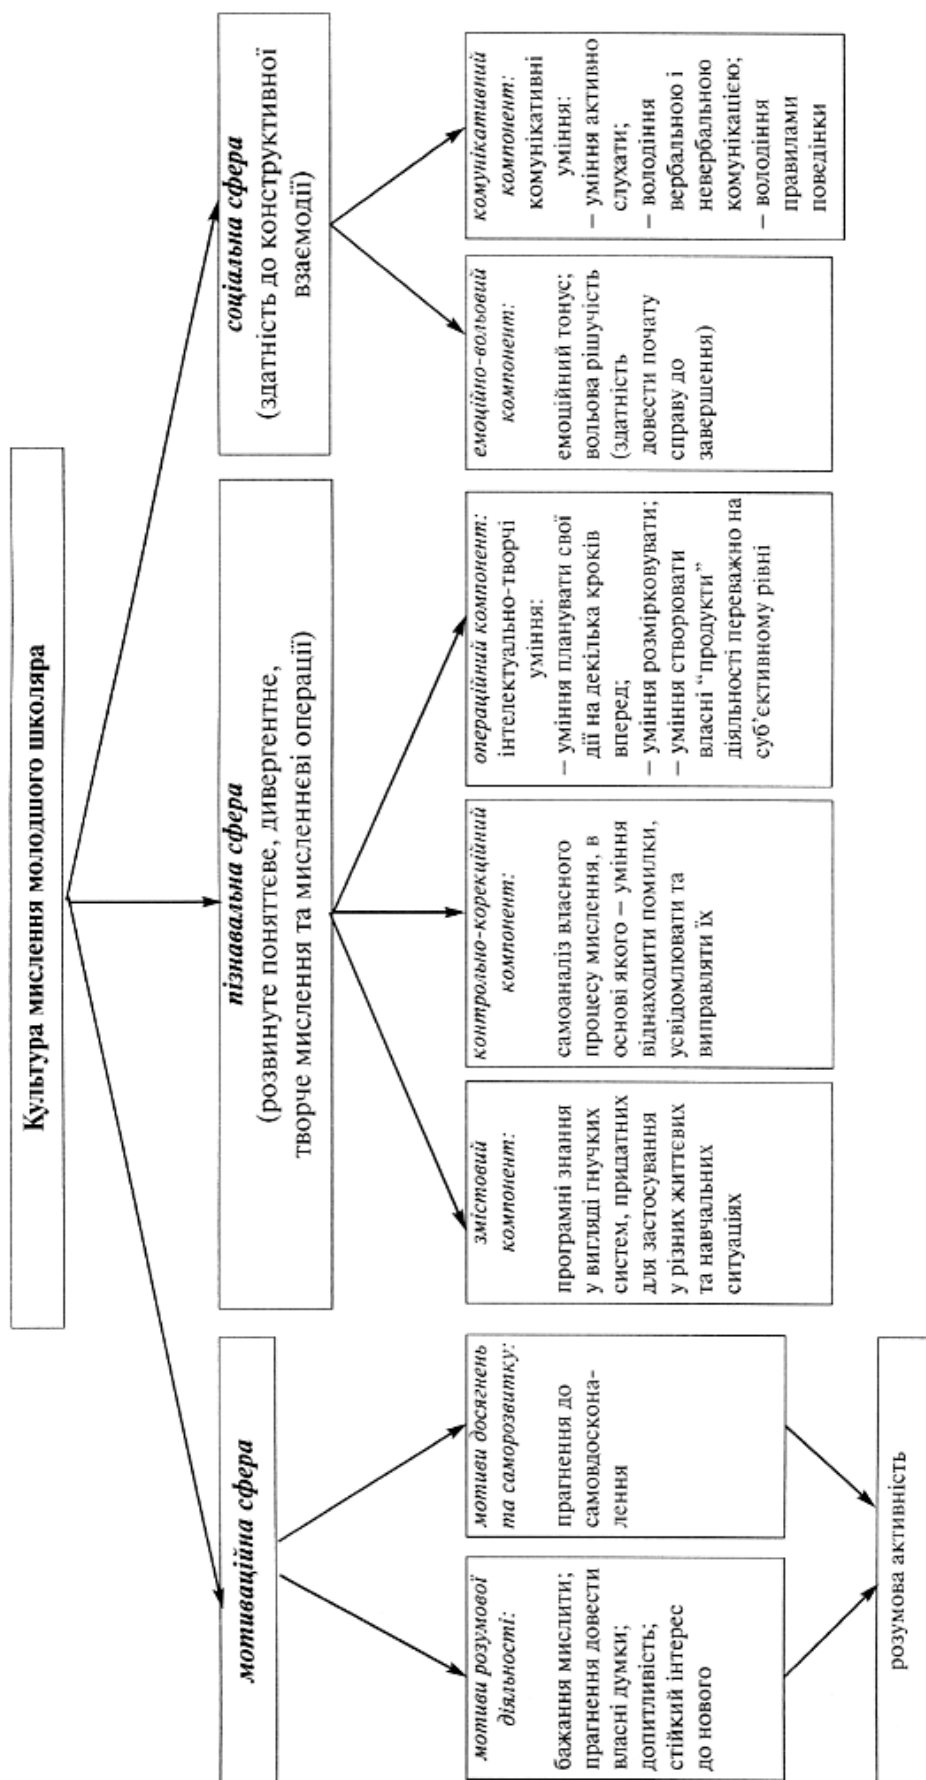 Культура мислення молодшого школяра
мотиваційна сфера
пізнавальна сфера
(розвинуте поняттєве, дивергентне,
творче мислення та мисленнєві операції)
соціальна сфера
(здатність до конструктивної
взаємодії)
мотиви розумової
діяльності:
бажання мислити;
прагнення довести
власні думки;
допитливість;
стійкий інтерес
до нового
мотиви досягнень
та саморозвитку:
прагнення до
самовдоскона-
лення
змістовий
компонент:
програмні знання
у вигляді гнучких
систем, придатних
для застосування
у різних життєвих
та навчальних
ситуаціях
контрольно-корекційний
компонент:
самоаналіз власного
процесу мислення, в
основі якого – уміння
віднаходити помилки,
усвідомлювати та
виправляти їх
операційний компонент:
інтелектуально-творчі
уміння:
– уміння планувати свої
дії на декілька кроків
вперед;
– уміння розмірковувати;
– уміння створювати
власні “продукти”
діяльності переважно на
суб’єктивному рівні
емоційно-вольовий
компонент:
емоційний тонус;
вольова рішучість
(здатність
довести почату
справу до
завершення)
комунікативний
компонент:
комунікативні
уміння:
– уміння активно
слухати;
– володіння
вербальною і
невербальною
комунікацією;
– володіння
правилами
поведінки
розумова активність